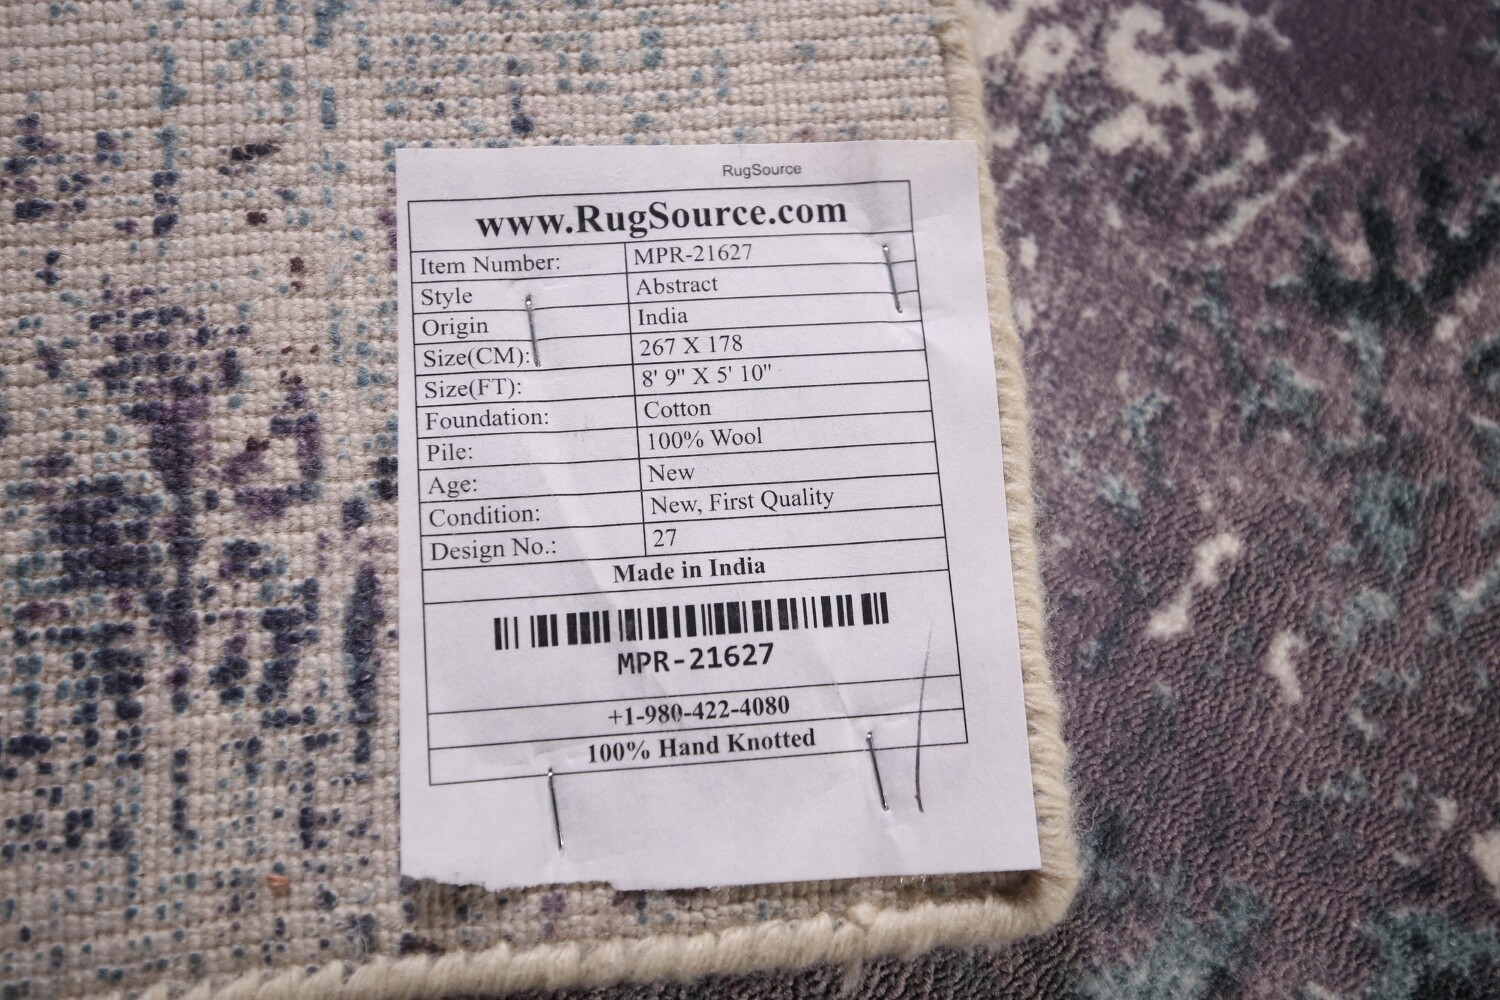 RugSource
www.RugSource.com
Item Number: MPR-21627
Style Abstract
Origin India
Size(CM): 267 X 178
Size(FT): 8' 9" X 5' 10"
Foundation: Cotton
Pile: 100% Wool
Age: New
Condition: New, First Quality
Design No.: 27
Made in India
MPR-21627
+1-980-422-4080
100% Hand Knotted